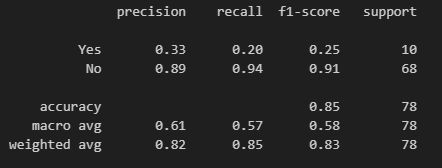 precision recall f1-score support
Yes 0.33 0.20 0.25 10
No 0.89 0.94 0.91 68
accuracy 0.85 78
macro avg 0.61 0.57 0.58 78
weighted avg 0.82 0.85 0.83 78